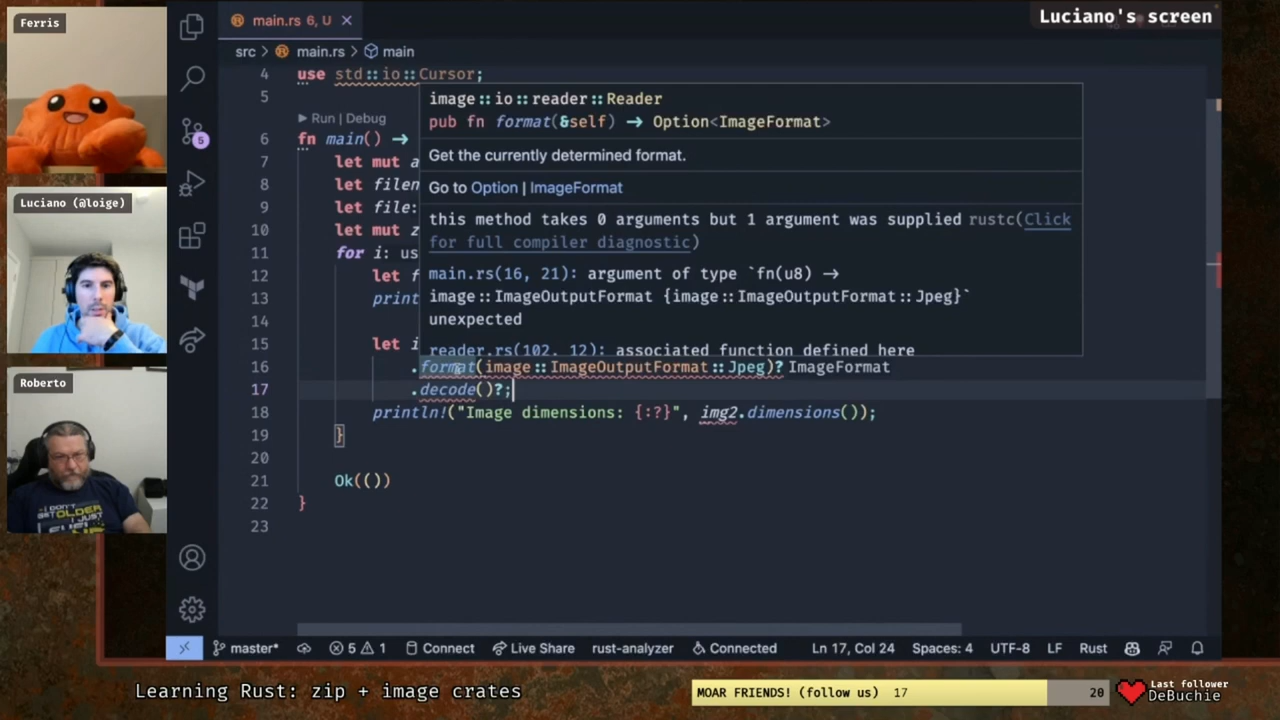 Ferris
main.rs 6, U
Luciano's screen
src > main.rs > main
4 use std::io::Cursor;
5
image::io::reader::Reader
Run | Debug
6 fn main() →
pub fn format(&self) → Option<ImageFormat>
7 let mut a
Get the currently determined format.
8 let filen
Go to Option | ImageFormat
9 let file:
this method takes 0 arguments but 1 argument was supplied rustc(Click
10 let mut z
for full compiler diagnostic)
11 for i: us
12 let f
main.rs(16, 21): argument of type `fn(u8) →
13 print
image::ImageOutputFormat {image::ImageOutputFormat::Jpeg}`
14
unexpected
15 let i
reader.rs(102, 12): associated function defined here
16 .format(image::ImageOutputFormat::Jpeg)? ImageFormat
17 .decode()?;
18 println!("Image dimensions: {:?}", img2.dimensions());
19 }
20
21 Ok(())
22 }
23
5
Luciano (@loige)
Roberto
I DON'T
GET OLDER
I JUST
master* 5 1 Connect Live Share rust-analyzer Connected Ln 17, Col 24 Spaces: 4 UTF-8 LF Rust
Learning Rust: zip + image crates
MOAR FRIENDS! (follow us) 17 20
Last follower
DeBuchie